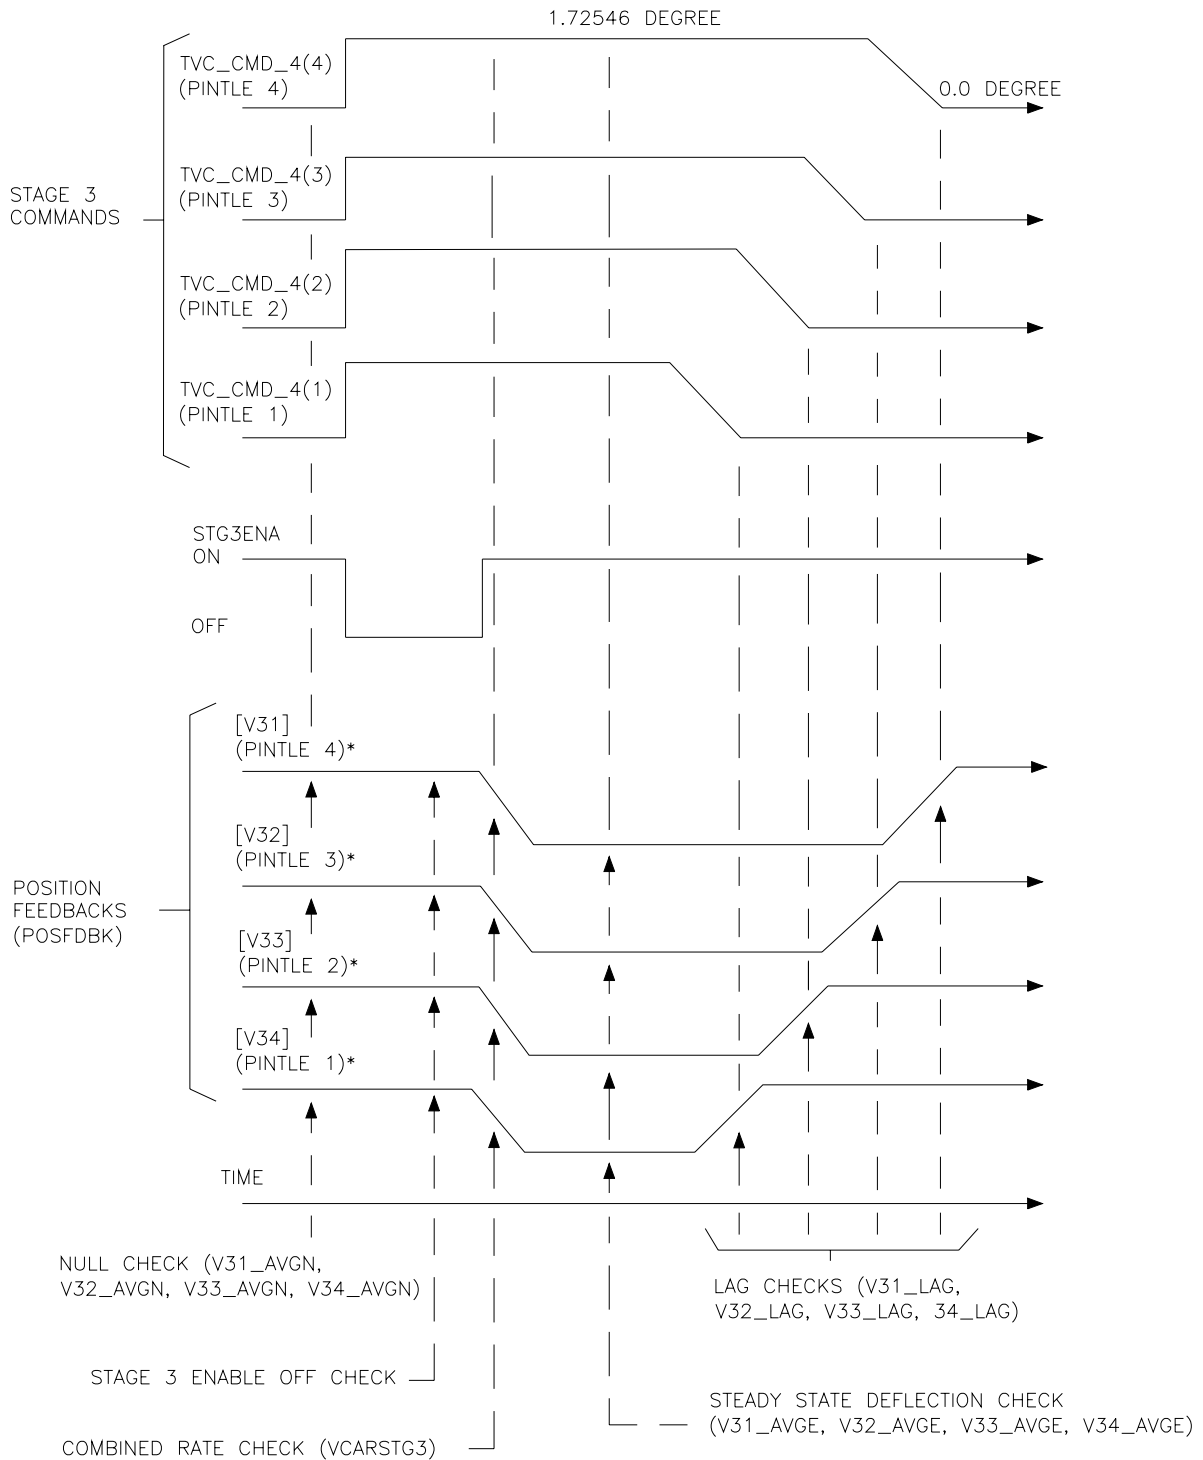 1.72546 DEGREE
TVC_CMD_4(4)
(PINTLE 4)
0.0 DEGREE
TVC_CMD_4(3)
(PINTLE 3)
STAGE 3
COMMANDS
TVC_CMD_4(2)
(PINTLE 2)
TVC_CMD_4(1)
(PINTLE 1)
STG3ENA
ON
OFF
[V31]
(PINTLE 4)*
[V32]
(PINTLE 3)*
POSITION
FEEDBACKS
(POSFDBK)
[V33]
(PINTLE 2)*
[V34]
(PINTLE 1)*
TIME
NULL CHECK (V31_AVGN,
V32_AVGN, V33_AVGN, V34_AVGN)
LAG CHECKS (V31_LAG,
V32_LAG, V33_LAG, 34_LAG)
STAGE 3 ENABLE OFF CHECK
STEADY STATE DEFLECTION CHECK
(V31_AVGE, V32_AVGE, V33_AVGE, V34_AVGE)
COMBINED RATE CHECK (VCARSTG3)